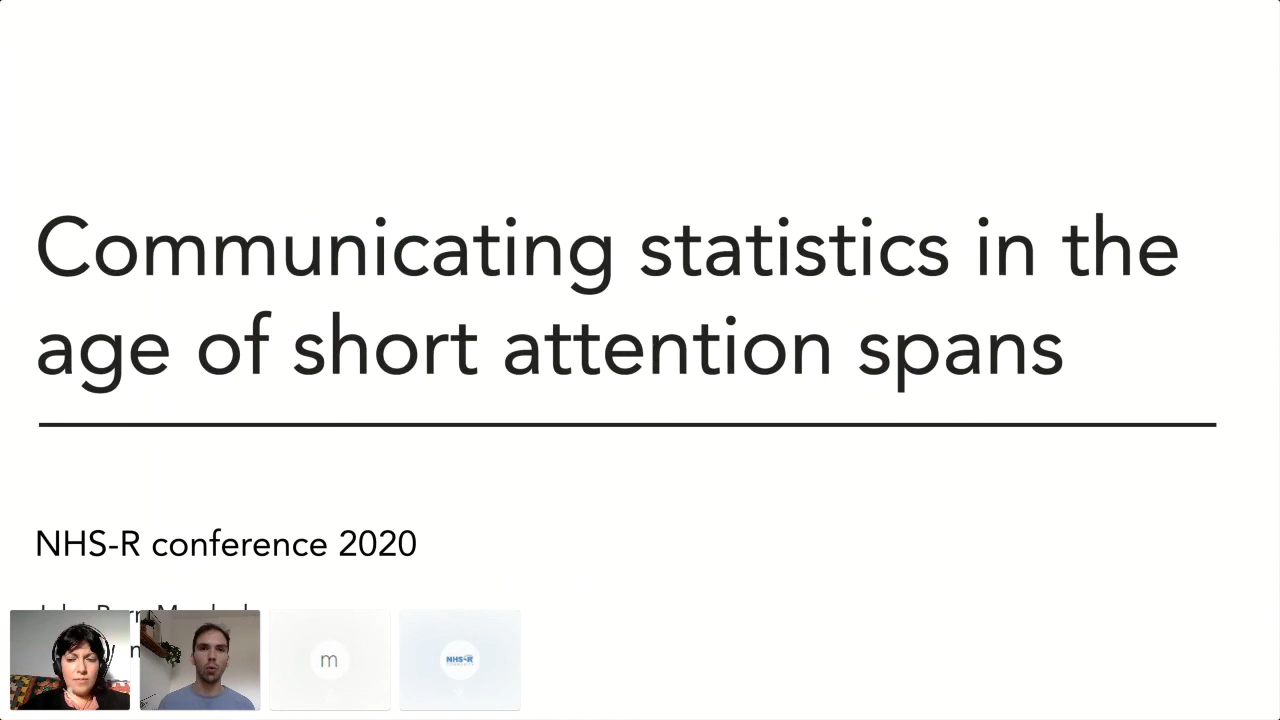 Communicating statistics in the
age of short attention spans
NHS-R conference 2020
m
NHS-R